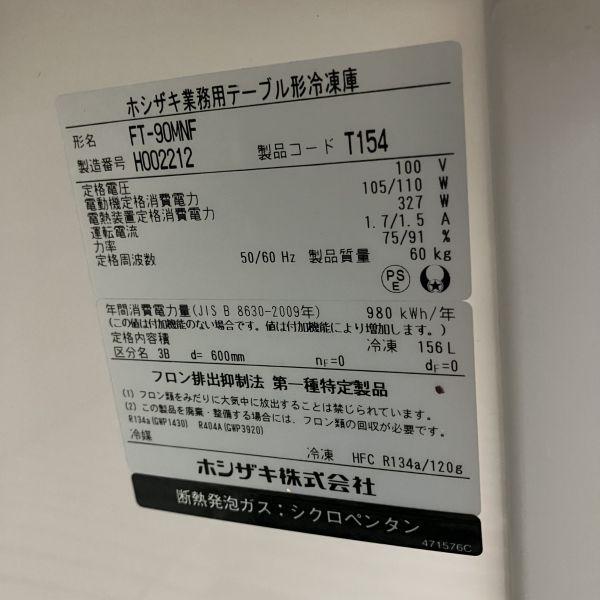 ホシザキ業務用テーブル形冷凍庫
形名 FT-90MNF
製造番号 H002212 製品コード T154
定格電圧 100 V
電動機定格消費電力 105/110 W
電熱装置定格消費電力 327 W
運転電流 1.7/1.5 A
力率 75/91 %
定格周波数 50/60 Hz 製品質量 60 kg
PS
E
年間消費電力量(JIS B 8630-2009年) 980 kWh/年
(この値は付加機能のない場合です。値は付加機能により増加します。)
定格内容積 冷凍 156 L
区分名 3B d= 600mm nF=0 dF=0
フロン排出抑制法 第一種特定製品
(1) フロン類をみだりに大気中に放出することは禁じられています。
(2) この製品を廃棄・整備する場合には、フロン類の回収が必要です。
R134a(GWP1430) R404A(GWP3920)
冷媒 冷凍 HFC R134a/120g
ホシザキ株式会社
断熱発泡ガス：シクロペンタン
471576C